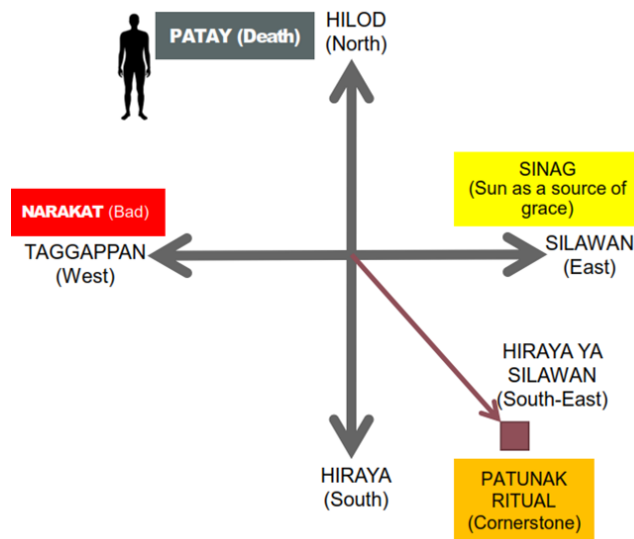 PATAY (Death)
HILOD
(North)
NARAKAT (Bad)
TAGGAPPAN
(West)
SINAG
(Sun as a source of
grace)
SILAWAN
(East)
HIRAYA YA
SILAWAN
(South-East)
HIRAYA
(South)
PATUNAK
RITUAL
(Cornerstone)